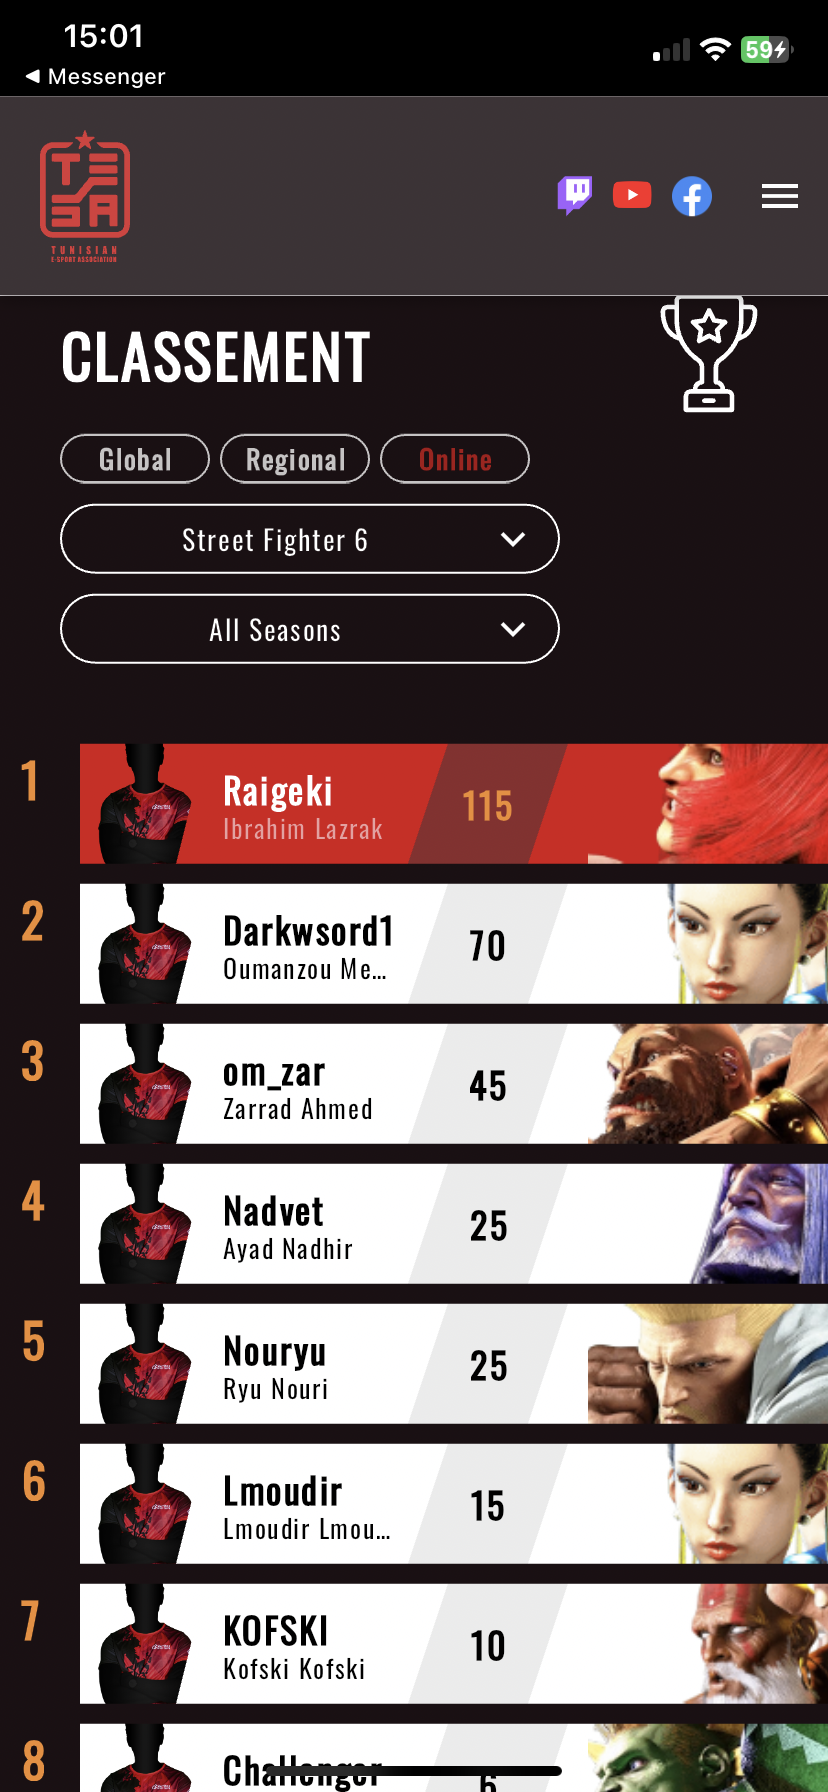 15:01
59
◀ Messenger
TESA
TUNISIAN
E-SPORT ASSOCIATION
CLASSEMENT
Global
Regional
Online
Street Fighter 6
All Seasons
1
Raigeki
Ibrahim Lazrak
115
2
Darkwsord1
Oumanzou Me...
70
3
om_zar
Zarrad Ahmed
45
4
Nadvet
Ayad Nadhir
25
5
Nouryu
Ryu Nouri
25
6
Lmoudir
Lmoudir Lmou...
15
7
KOFSKI
Kofski Kofski
10
8
Challenger
6